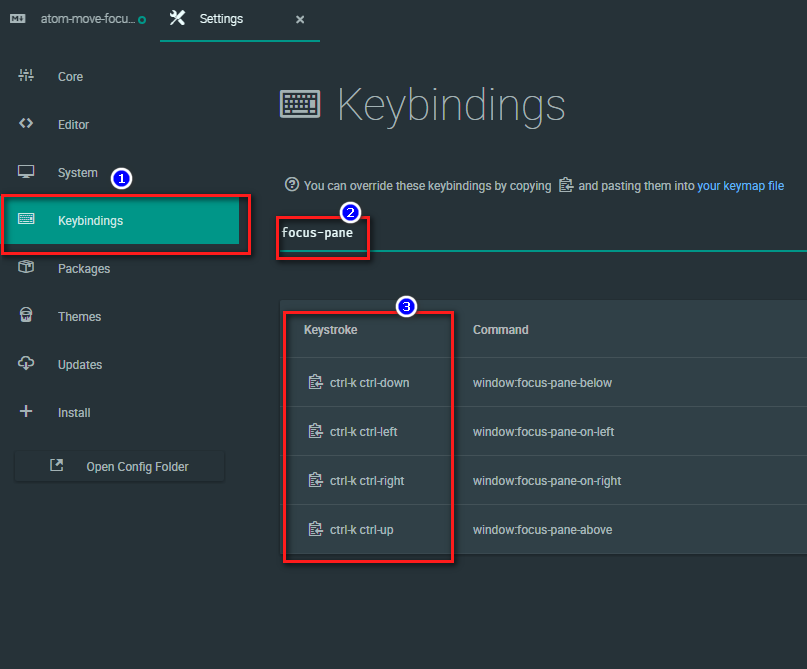 atom-move-focu...
Settings
Core
Editor
System
1
Keybindings
Packages
Themes
Updates
Install
Open Config Folder
Keybindings
You can override these keybindings by copying and pasting them into your keymap file
2
focus-pane
3
Keystroke Command
ctrl-k ctrl-down window:focus-pane-below
ctrl-k ctrl-left window:focus-pane-on-left
ctrl-k ctrl-right window:focus-pane-on-right
ctrl-k ctrl-up window:focus-pane-above